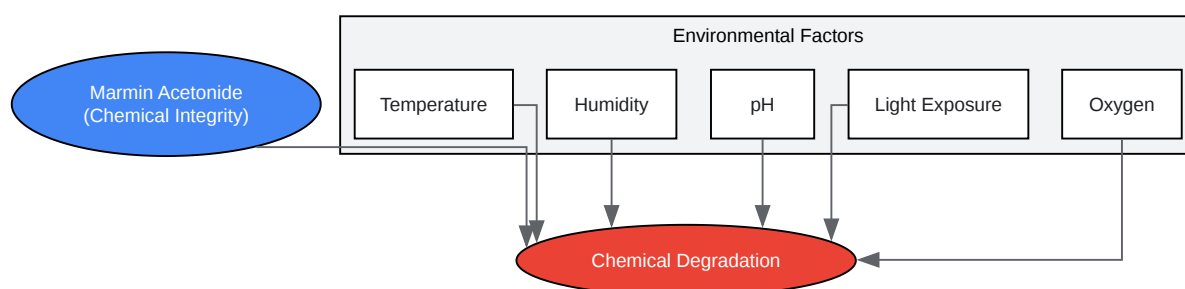 Environmental Factors
Marmin Acetonide
(Chemical Integrity)
Temperature
Humidity
pH
Light Exposure
Oxygen
Chemical Degradation